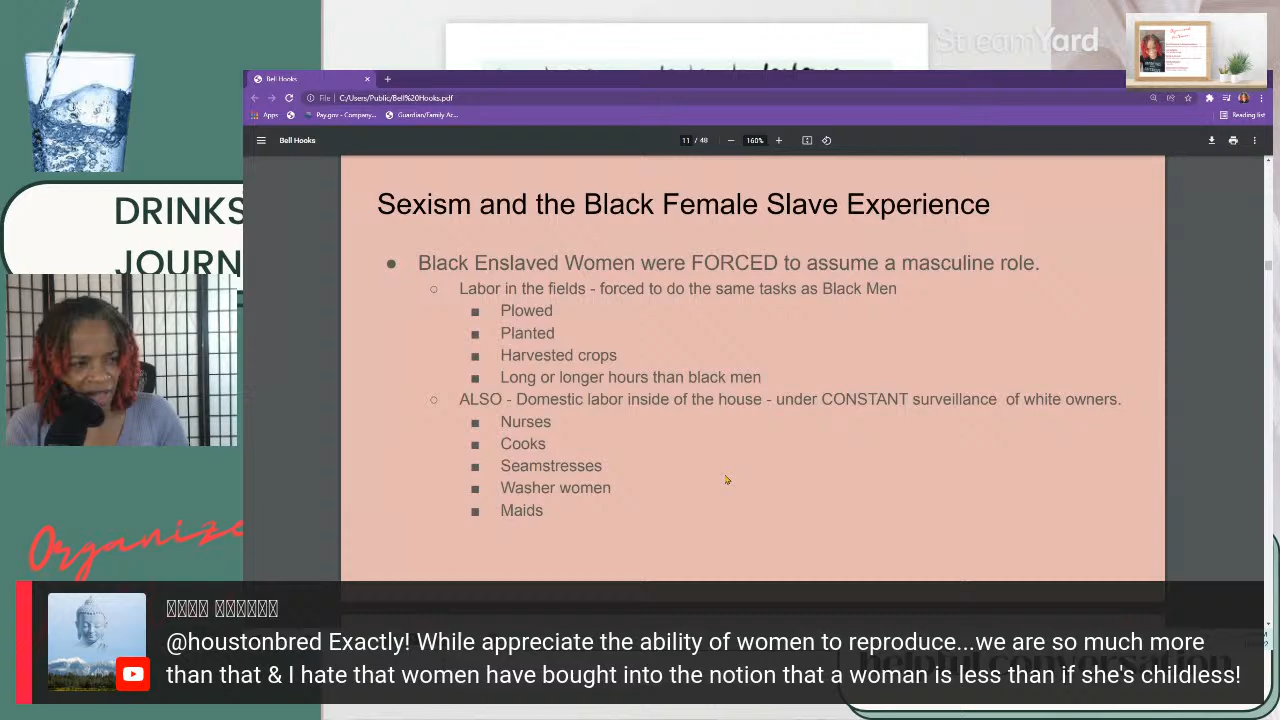 StreamYard
Bell Hooks
File | C:/Users/Public/Bell%20Hooks.pdf
Apps
Pay.gov - Company...
Guardian/Family Ar...
Reading list
Bell Hooks
11 / 48
160%
DRINKS
JOURN
Organize
Sexism and the Black Female Slave Experience
Black Enslaved Women were FORCED to assume a masculine role.
Labor in the fields - forced to do the same tasks as Black Men
Plowed
Planted
Harvested crops
Long or longer hours than black men
ALSO - Domestic labor inside of the house - under CONSTANT surveillance of white owners.
Nurses
Cooks
Seamstresses
Washer women
Maids
@houstonbred Exactly! While appreciate the ability of women to reproduce...we are so much more
than that & I hate that women have bought into the notion that a woman is less than if she's childless!